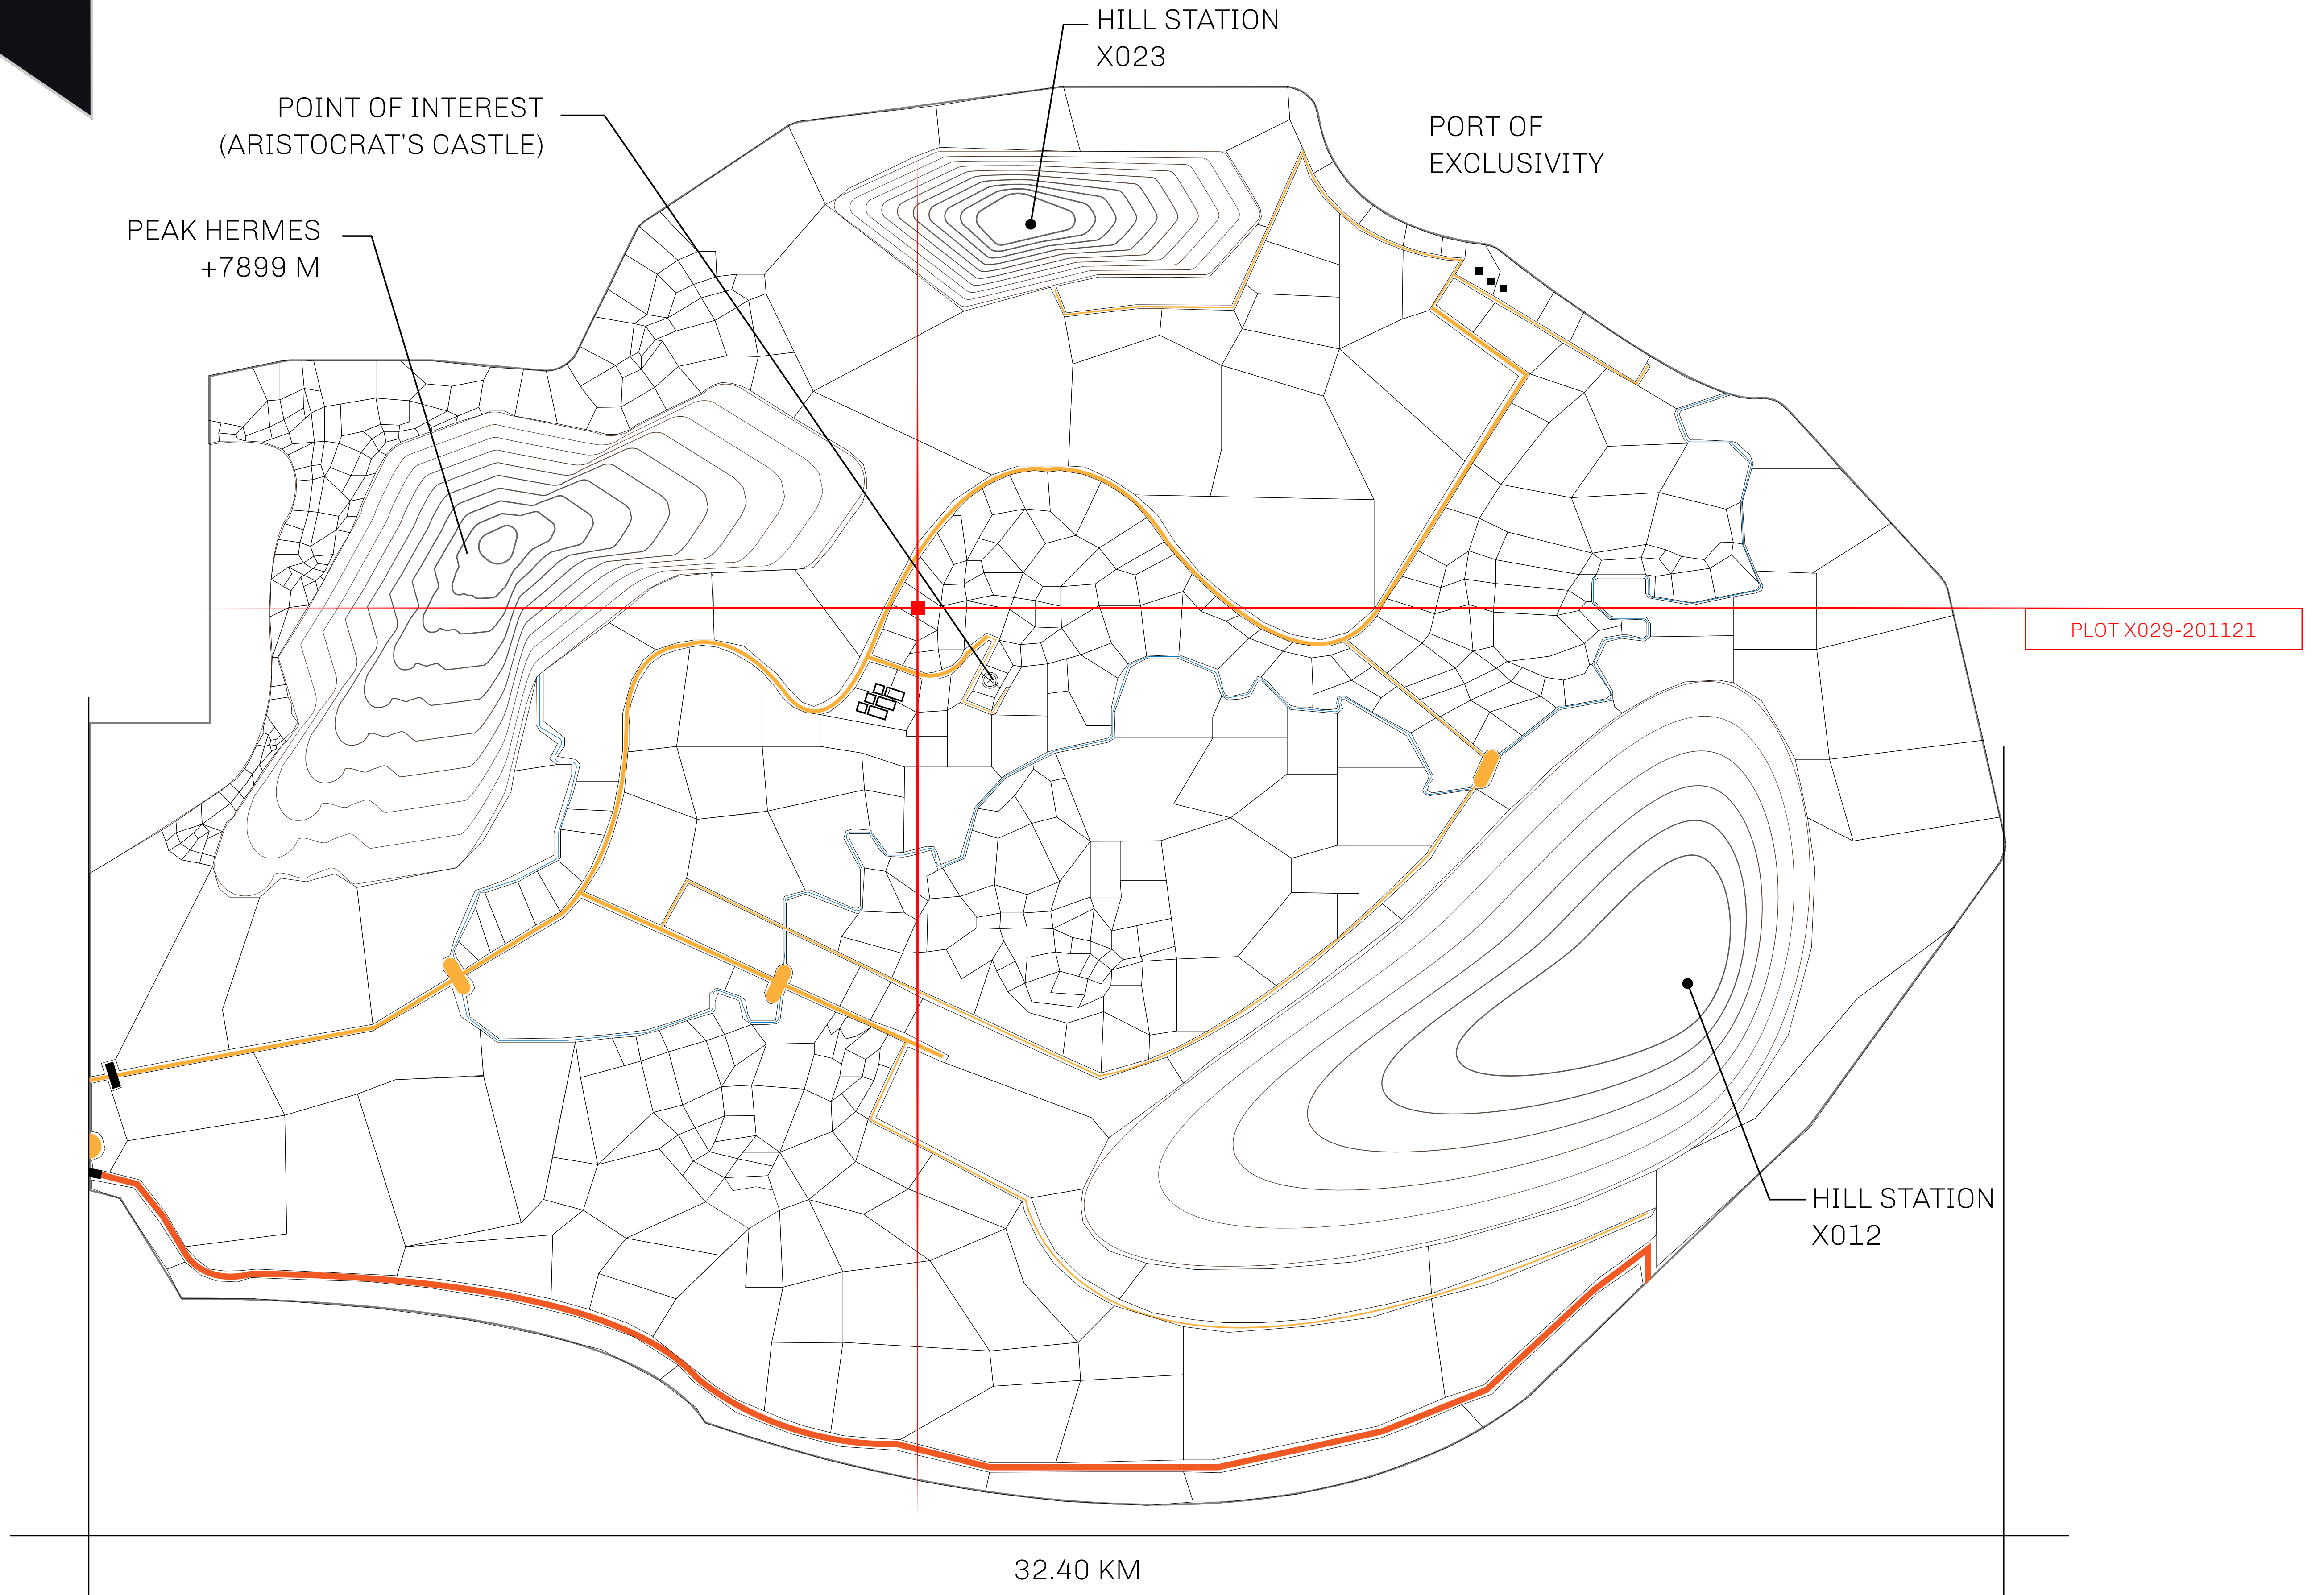 HILL STATION
X023
POINT OF INTEREST
(ARISTOCRAT'S CASTLE)
PORT OF
EXCLUSIVITY
PEAK HERMES
+7899 M
PLOT X029-201121
HILL STATION
X012
32.40 KM